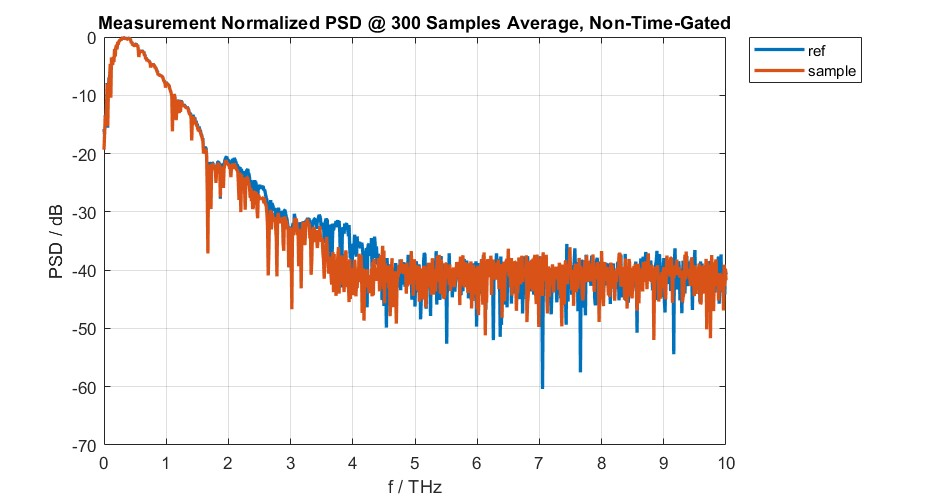 Measurement Normalized PSD @ 300 Samples Average, Non-Time-Gated
ref
sample
0
-10
-20
-30
-40
-50
-60
-70
PSD / dB
0 1 2 3 4 5 6 7 8 9 10
f / THz